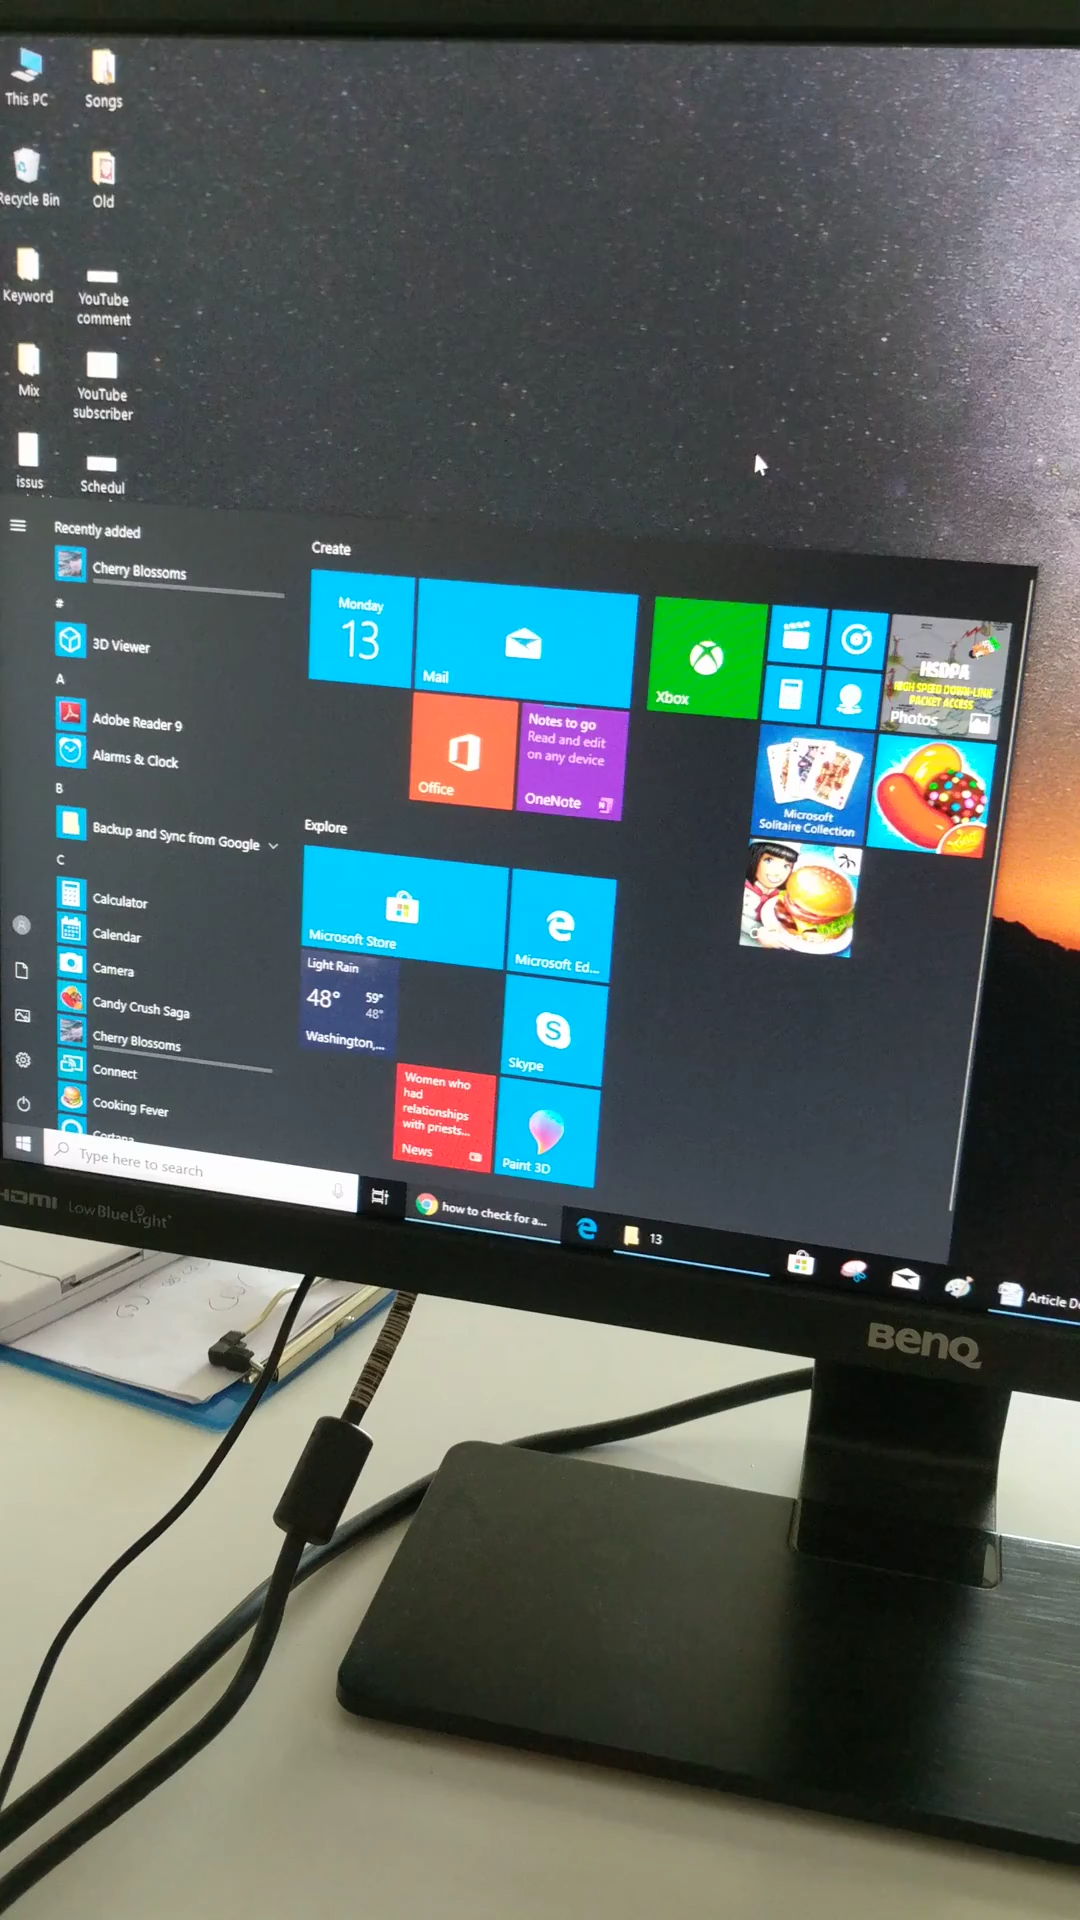 This PC
Songs
Recycle Bin
Old
Keyword
YouTube
comment
Mix
YouTube
subscriber
issus
Schedul
Recently added
Cherry Blossoms
#
3D Viewer
A
Adobe Reader 9
Alarms & Clock
B
Backup and Sync from Google
C
Calculator
Calendar
Camera
Candy Crush Saga
Cherry Blossoms
Connect
Cooking Fever
Cortana
Create
Monday
13
Mail
Office
Notes to go
Read and edit
on any device
OneNote
Explore
Microsoft Store
Microsoft Ed...
Light Rain
48°
59°
48°
Washington,...
Skype
Women who
had
relationships
with priests...
News
Paint 3D
Xbox
HSDPA
HIGH SPEED DOWN-LINK
PACKET ACCESS
Photos
Microsoft
Solitaire Collection
Type here to search
how to check for a...
13
Article D
HDMI
LowBlueLight
BenQ